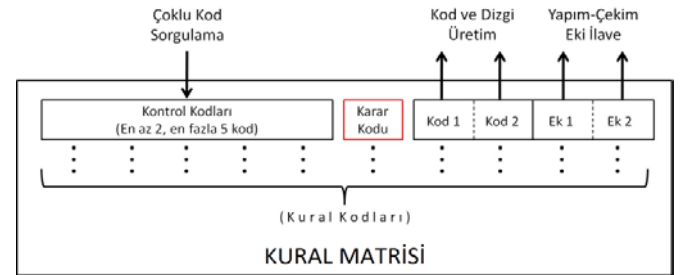 Çoklu Kod
Sorgulama
Kod ve Dizgi
Üretim
Yapım-Çekim
Eki İlave
Kontrol Kodları
(En az 2, en fazla 5 kod)
Karar
Kodu
Kod 1
Kod 2
Ek 1
Ek 2
(Kural Kodları)
KURAL MATRİSİ